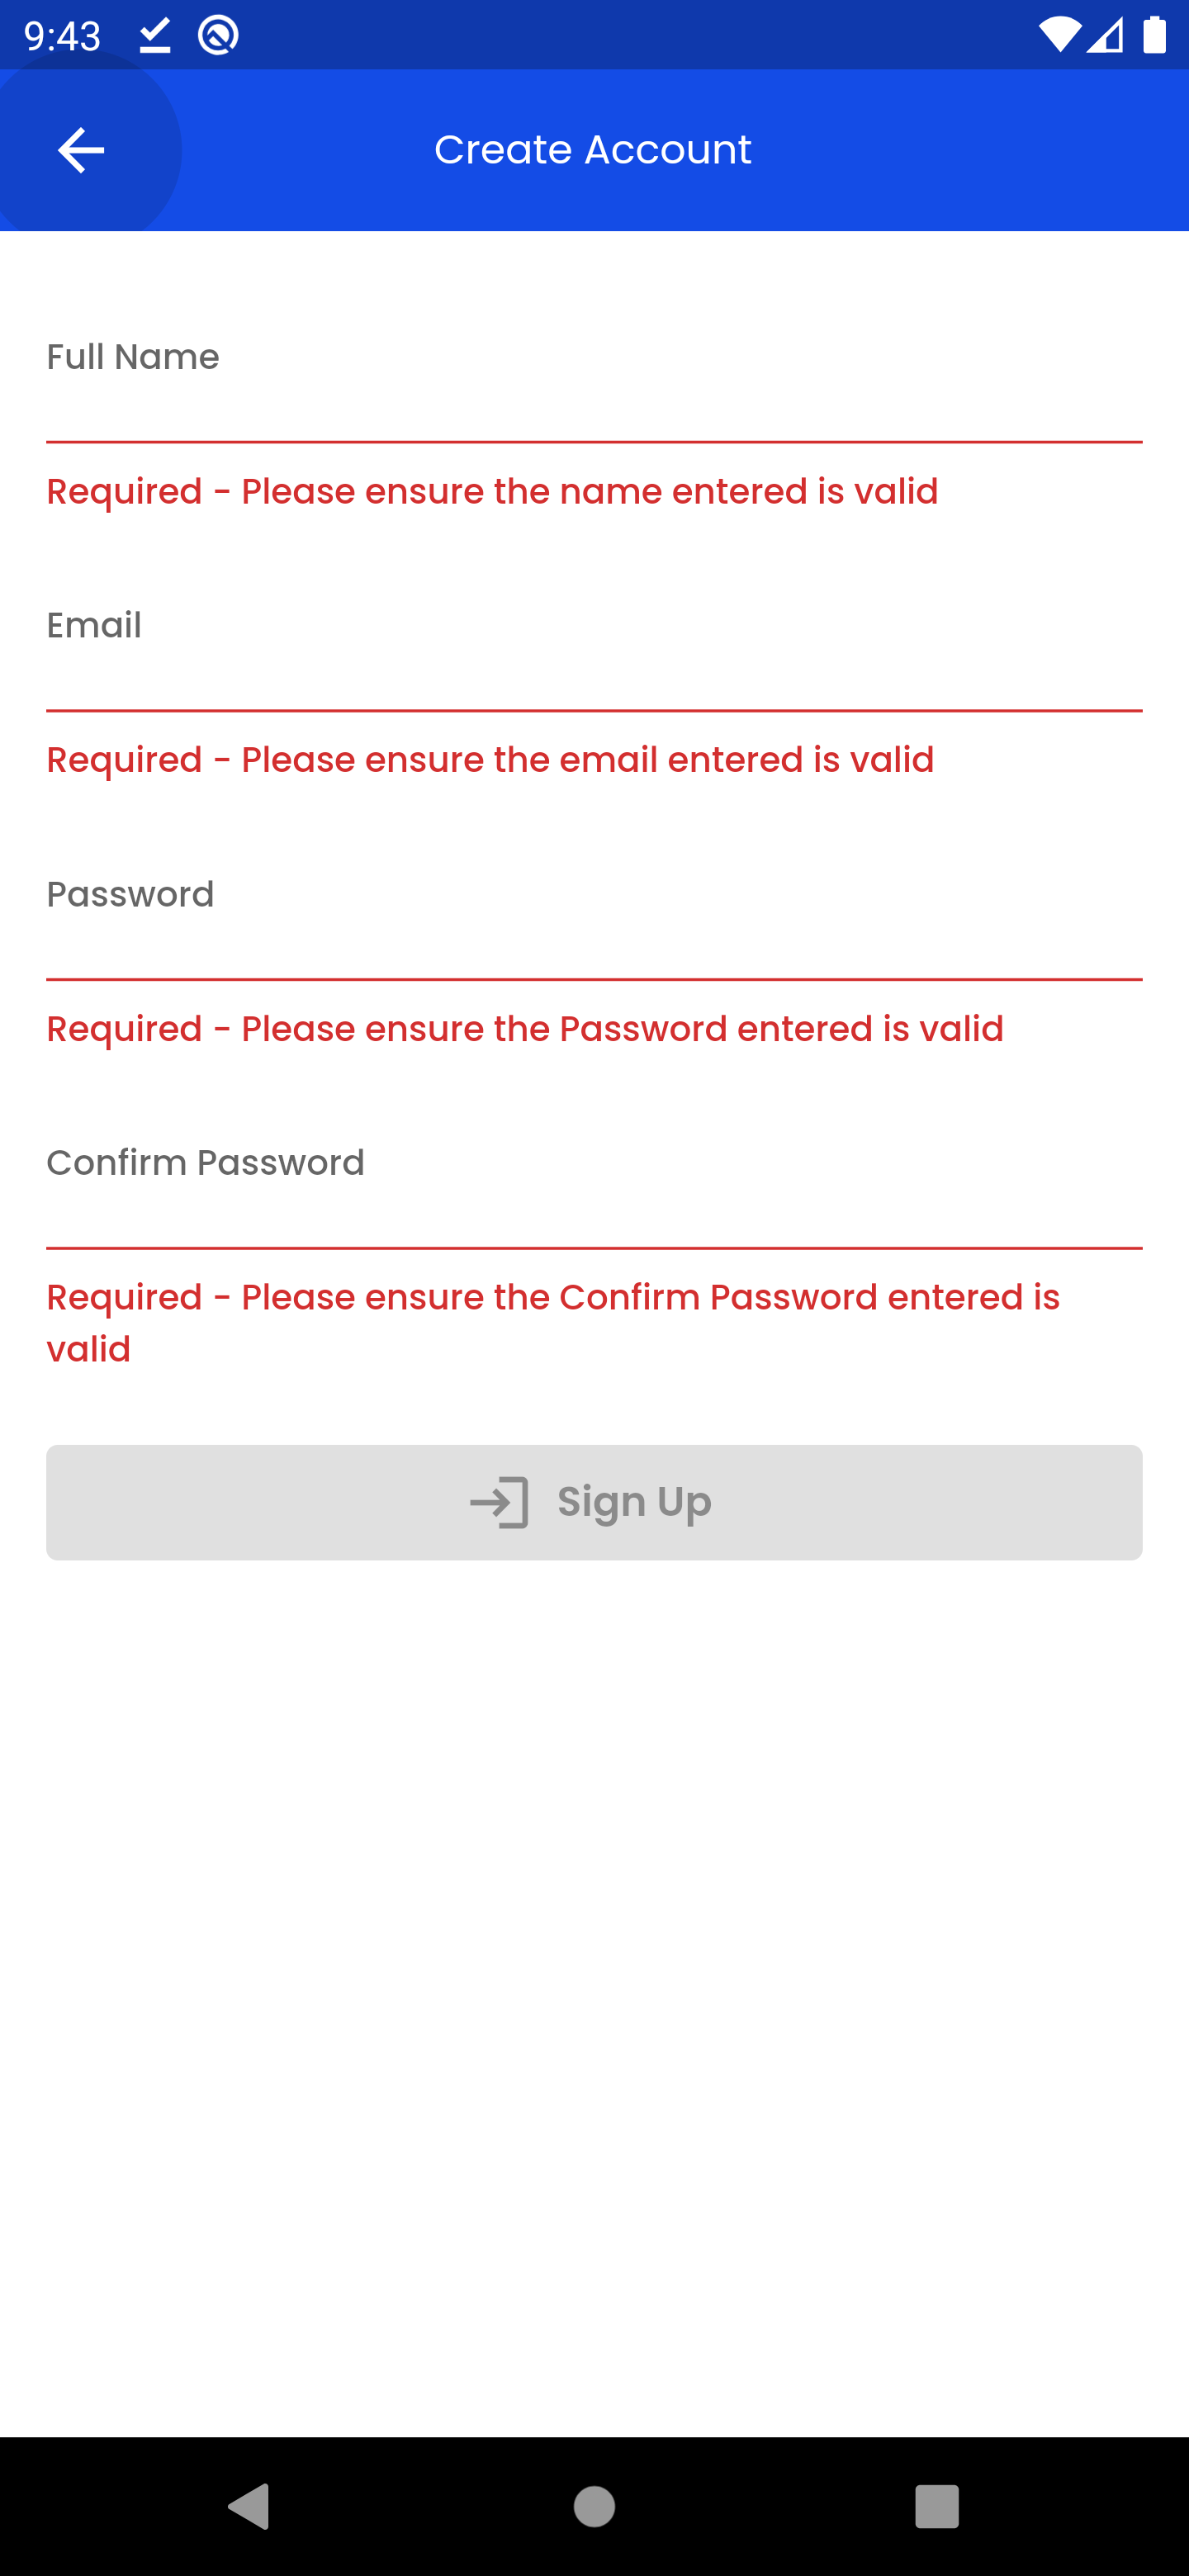 9:43
Create Account
Full Name
Required - Please ensure the name entered is valid
Email
Required - Please ensure the email entered is valid
Password
Required - Please ensure the Password entered is valid
Confirm Password
Required - Please ensure the Confirm Password entered is
valid
Sign Up